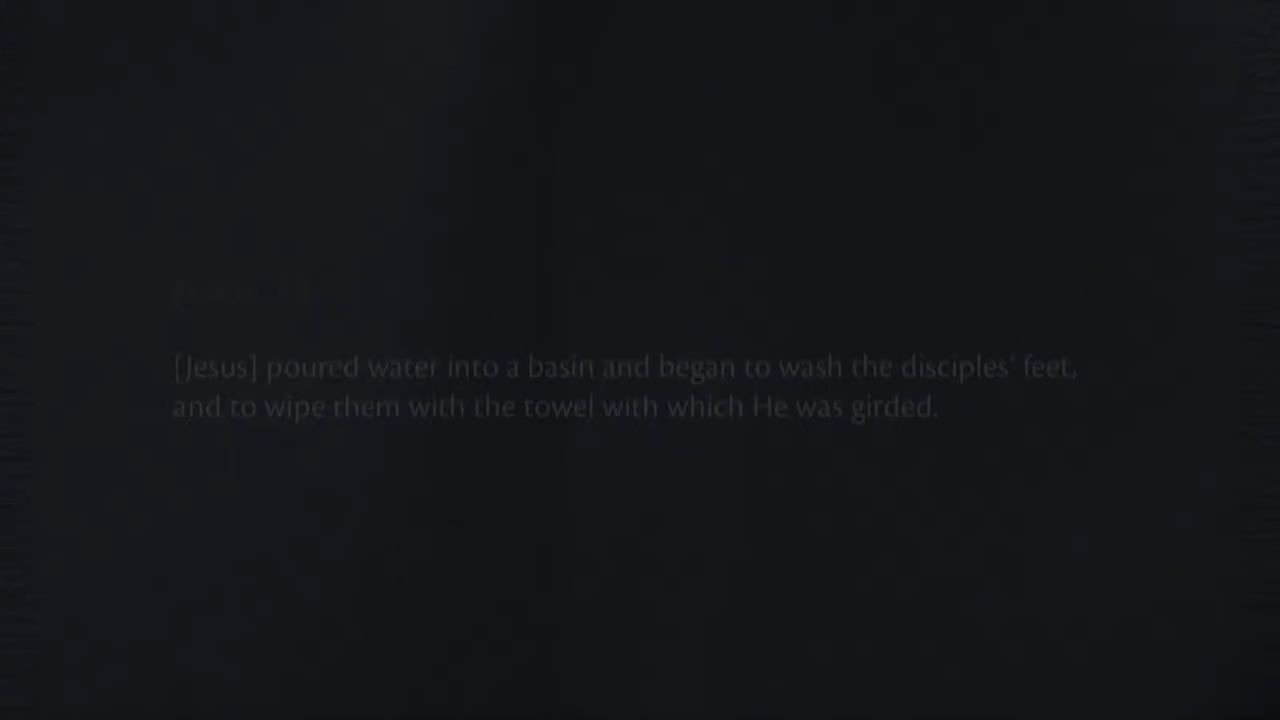 [Jesus] poured water into a basin and began to wash the disciples' feet,
and to wipe them with the towel with which He was girded.